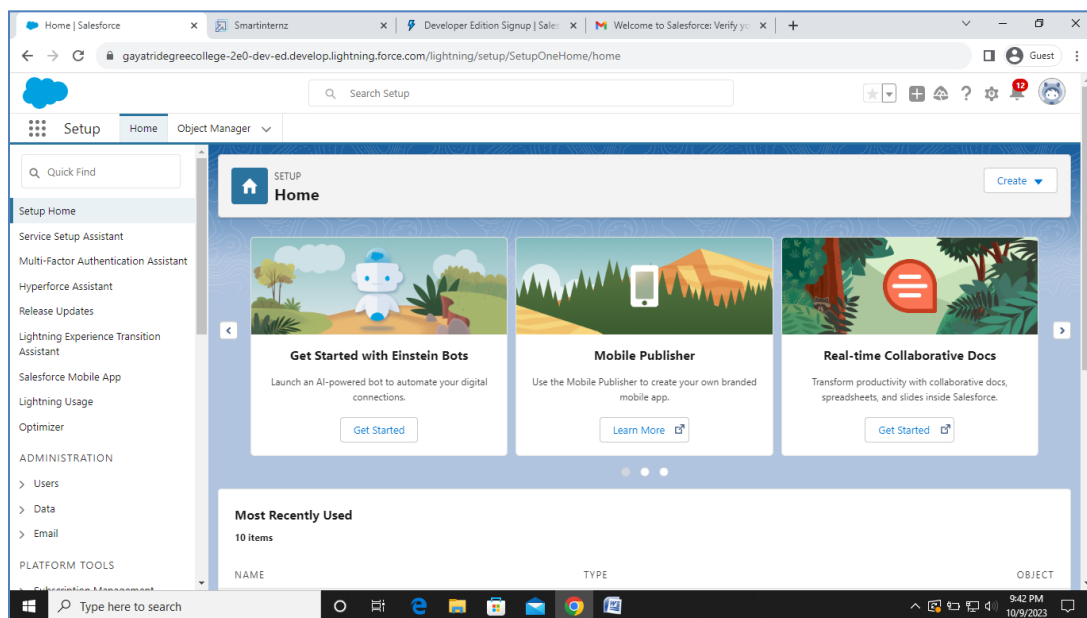 Home | Salesforce
Smartinternz
Developer Edition Signup | Sales
Welcome to Salesforce: Verify yo
gayatridegreecollege-2e0-dev-ed.develop.lightning.force.com/lightning/setup/SetupOneHome/home
Guest
Search Setup
12
Setup
Home
Object Manager
Quick Find
Setup Home
Service Setup Assistant
Multi-Factor Authentication Assistant
Hyperforce Assistant
Release Updates
Lightning Experience Transition
Assistant
Salesforce Mobile App
Lightning Usage
Optimizer
ADMINISTRATION
Users
Data
Email
PLATFORM TOOLS
Subscription Management
SETUP
Home
Create
Get Started with Einstein Bots
Launch an AI-powered bot to automate your digital
connections.
Get Started
Mobile Publisher
Use the Mobile Publisher to create your own branded
mobile app.
Learn More
Real-time Collaborative Docs
Transform productivity with collaborative docs,
spreadsheets, and slides inside Salesforce.
Get Started
Most Recently Used
10 items
NAME
TYPE
OBJECT
Type here to search
9:42 PM
10/9/2023